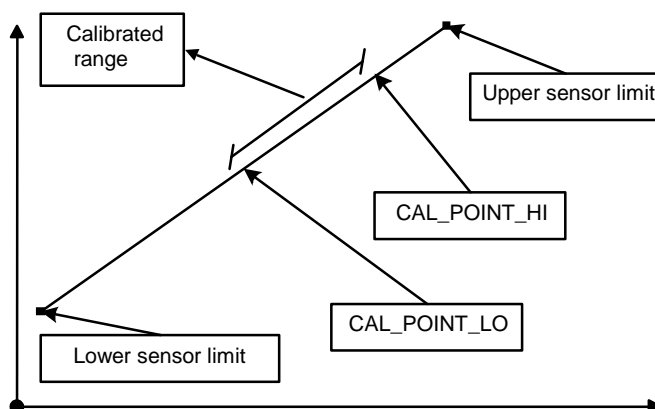 Calibrated
range
Upper sensor limit
CAL_POINT_HI
CAL_POINT_LO
Lower sensor limit